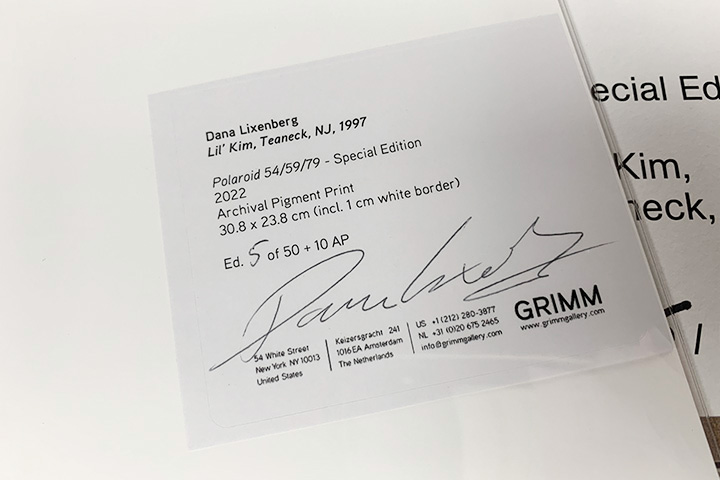 Dana Lixenberg
Lil' Kim, Teaneck, NJ, 1997
Polaroid 54/59/79 - Special Edition
2022
Archival Pigment Print
30.8 x 23.8 cm (incl. 1 cm white border)
Ed. 5 of 50 + 10 AP
54 White Street
New York NY 10013
United States
Keizersgracht 241
1016 EA Amsterdam
The Netherlands
US +1 (212) 280-3877
NL +31 (0)20 675 2465
info@grimmgallery.com
GRIMM
www.grimmgallery.com
ecial Ed
Kim,
neck,